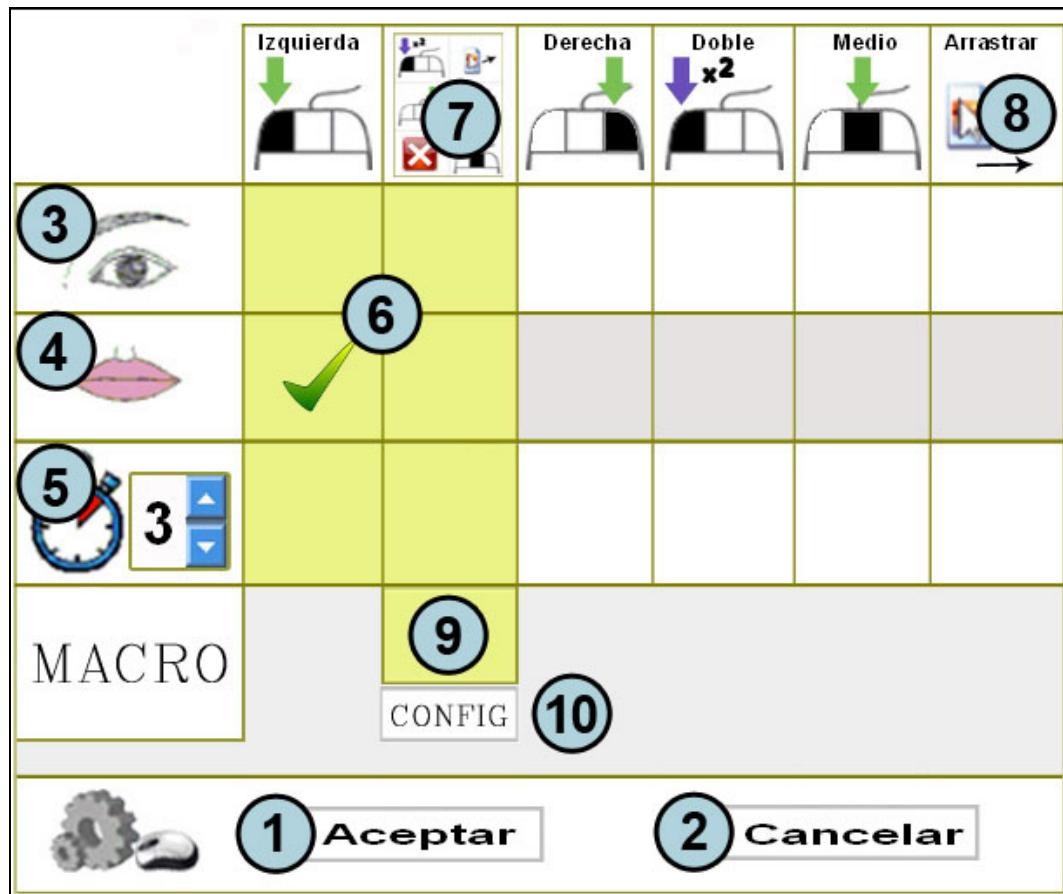 Izquierda
x2
7
Derecha
Doble
x2
Medio
Arrastrar
8
3
6
4
5
3
MACRO
9
CONFIG
10
1
Aceptar
2
Cancelar